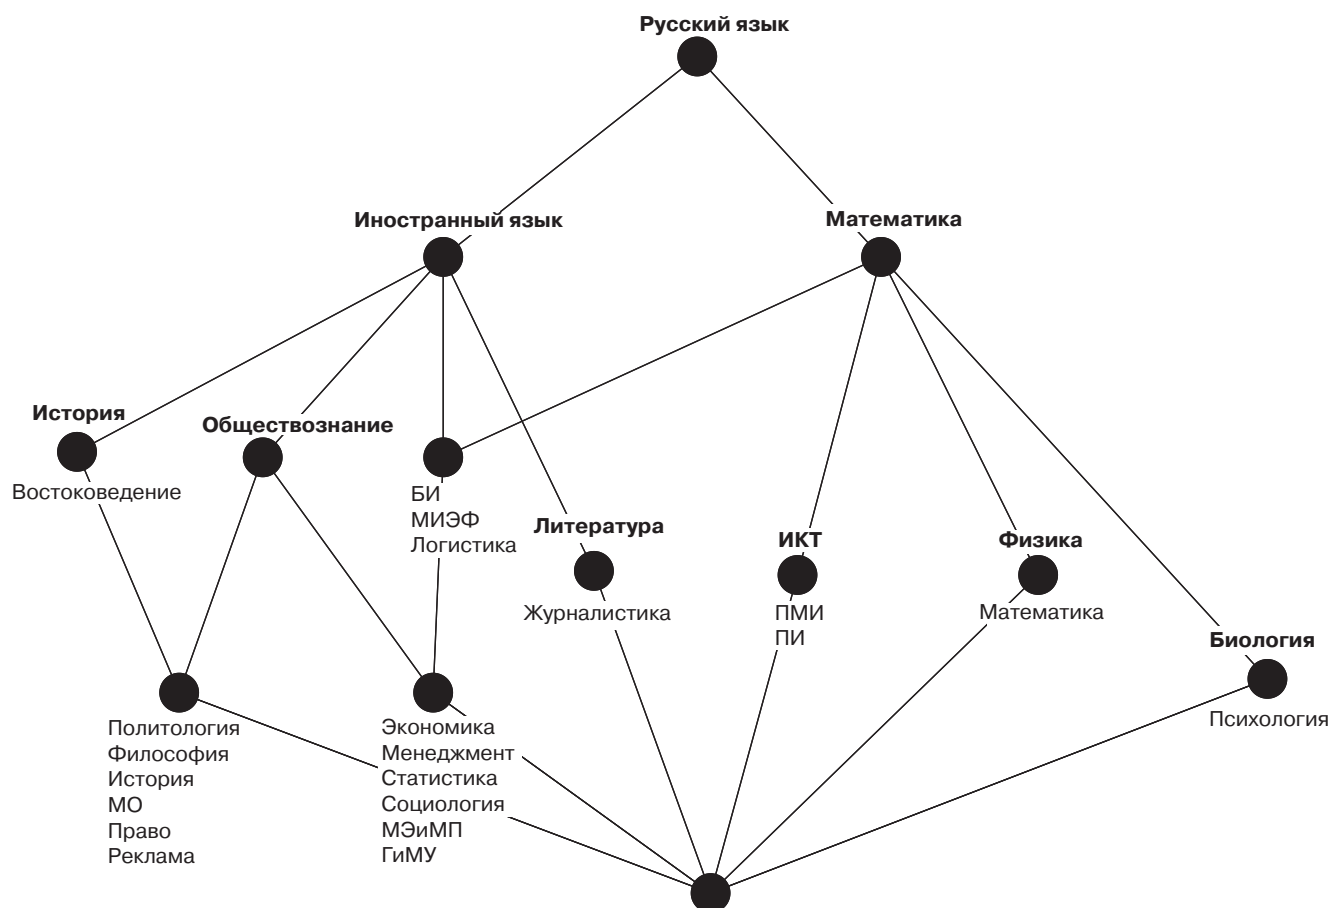 Русский язык
Иностранный язык
Математика
История
Востоковедение
Обществознание
БИ
МИЭФ
Логистика
Литература
Журналистика
ИКТ
ПМИ
ПИ
Физика
Математика
Биология
Психология
Политология
Философия
История
МО
Право
Реклама
Экономика
Менеджмент
Статистика
Социология
МЭиМП
ГиМУ